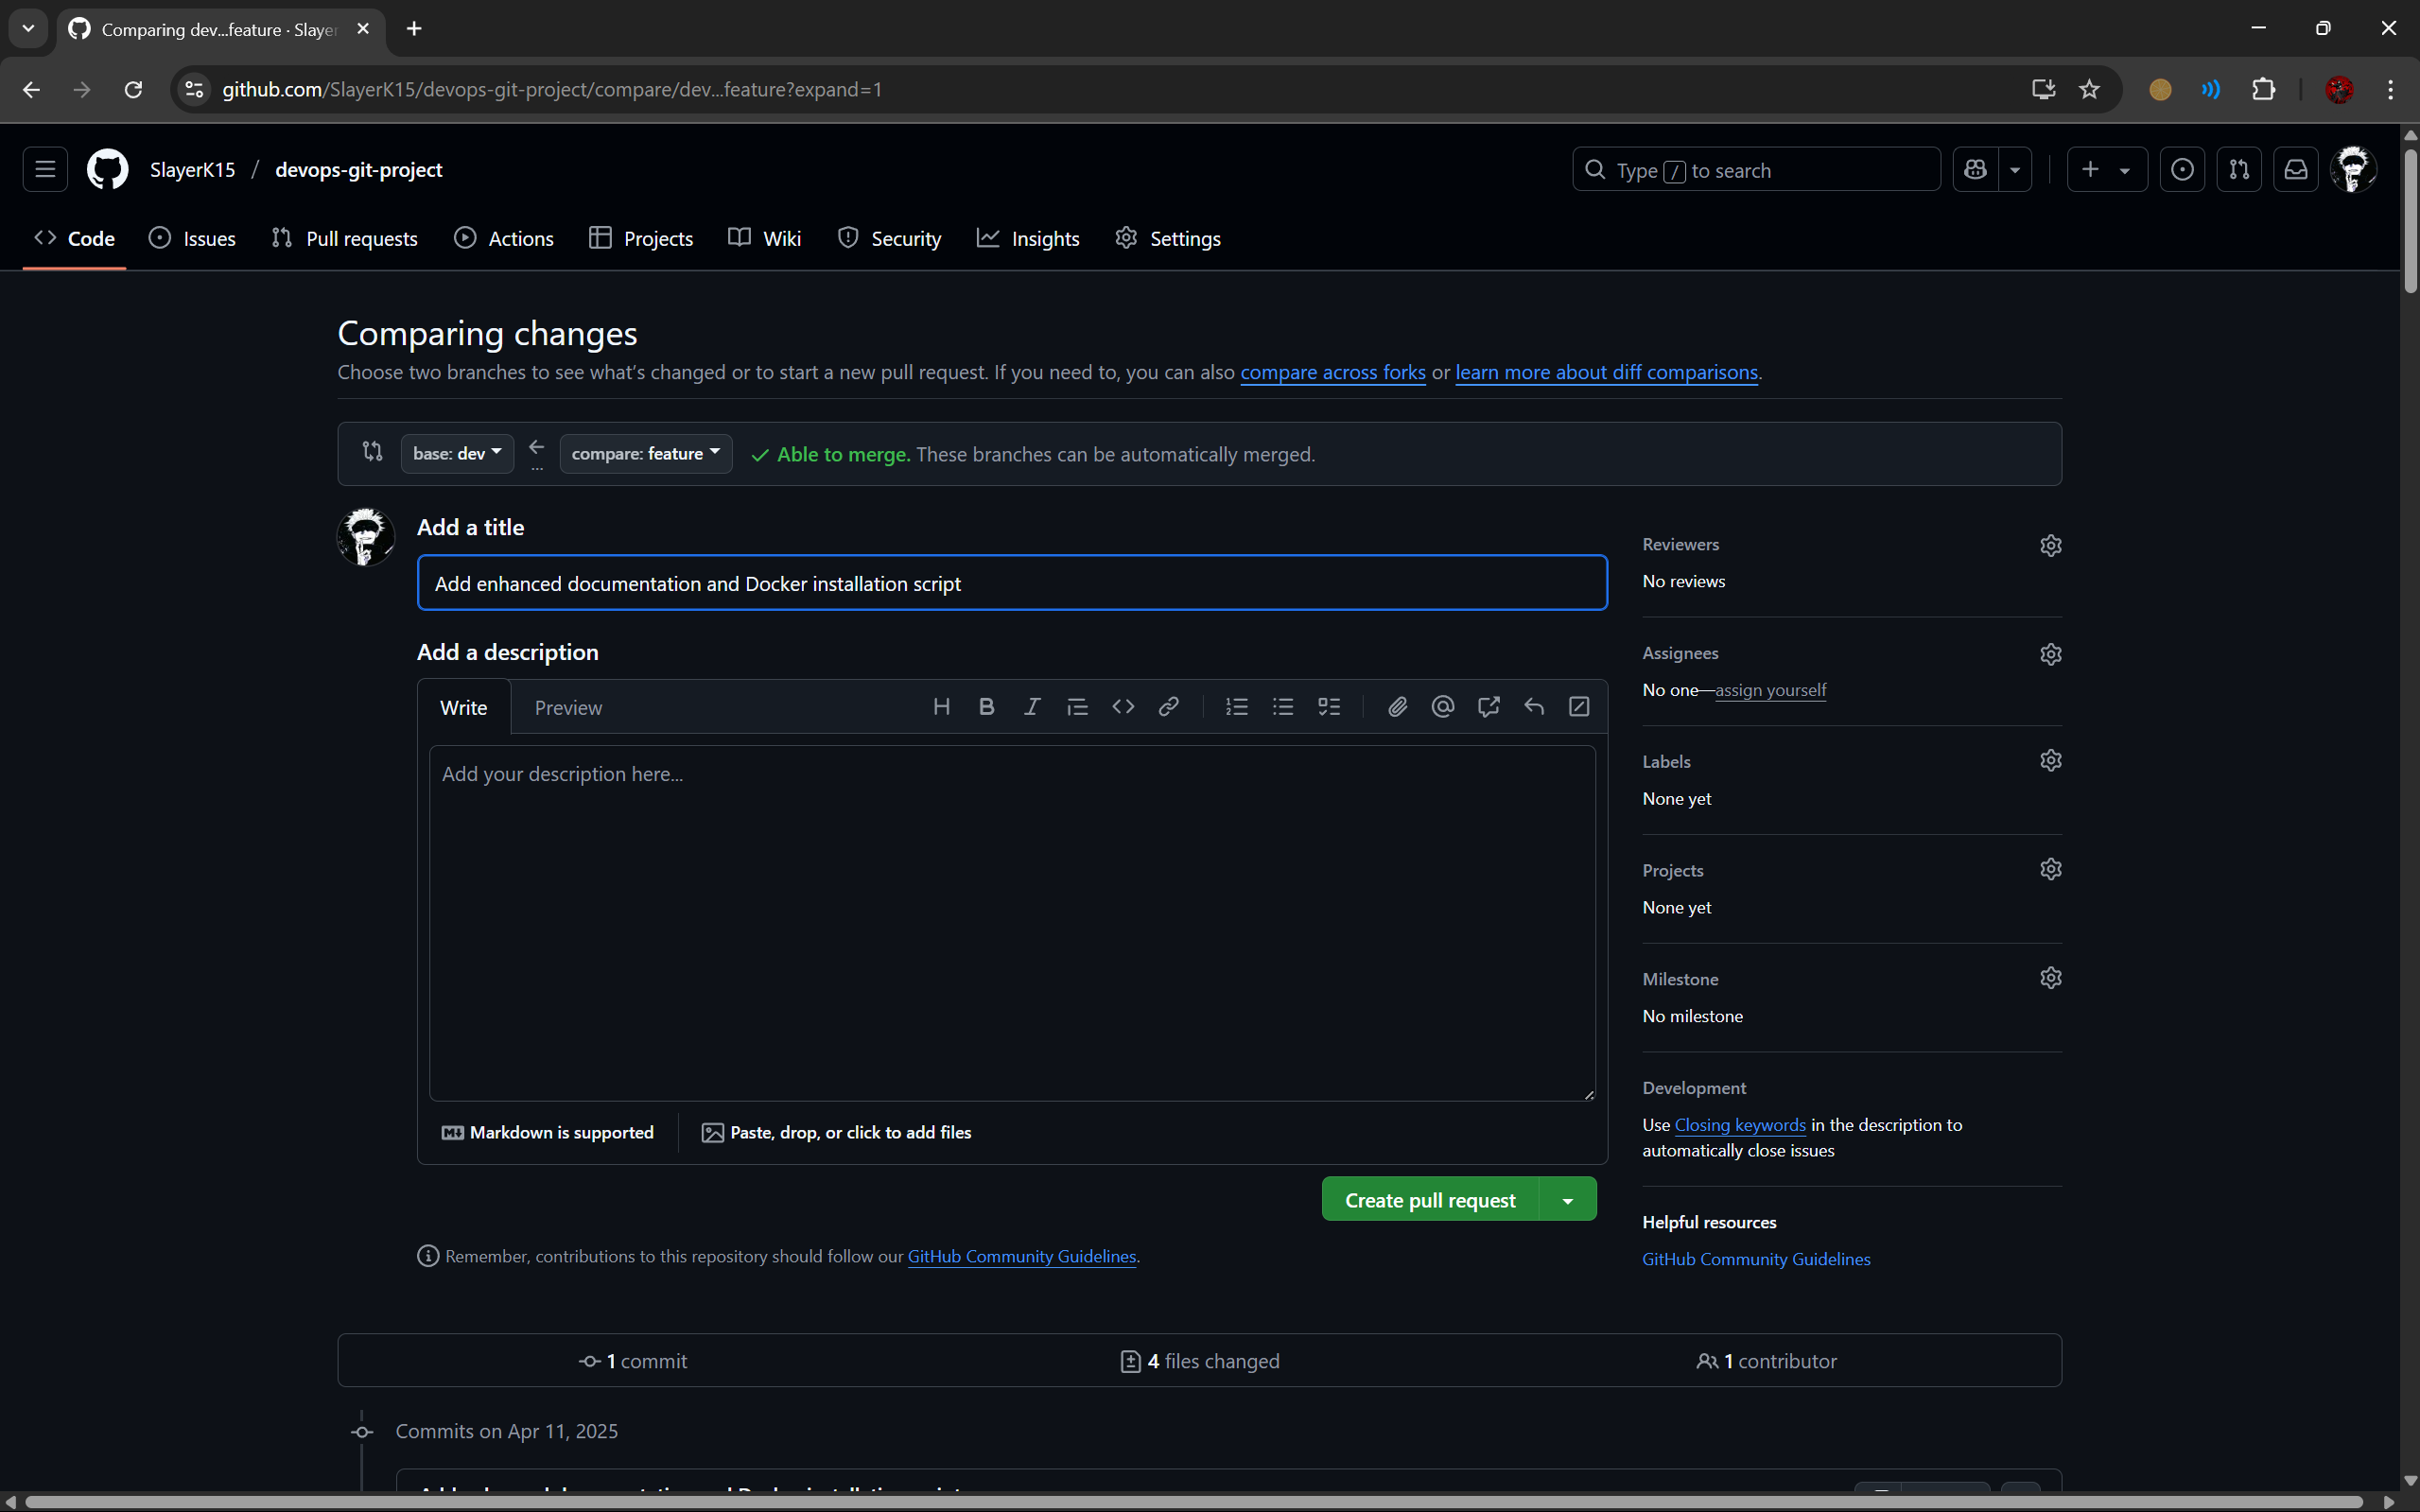 Comparing dev...feature · Slayer
github.com/SlayerK15/devops-git-project/compare/dev...feature?expand=1
SlayerK15 / devops-git-project
Type / to search
Code
Issues
Pull requests
Actions
Projects
Wiki
Security
Insights
Settings
Comparing changes
Choose two branches to see what's changed or to start a new pull request. If you need to, you can also compare across forks or learn more about diff comparisons.
base: dev
...
compare: feature
Able to merge. These branches can be automatically merged.
Add a title
Add enhanced documentation and Docker installation script
Add a description
Write
Preview
Add your description here...
Markdown is supported
Paste, drop, or click to add files
Create pull request
Remember, contributions to this repository should follow our GitHub Community Guidelines.
Reviewers
No reviews
Assignees
No one—assign yourself
Labels
None yet
Projects
None yet
Milestone
No milestone
Development
Use Closing keywords in the description to
automatically close issues
Helpful resources
GitHub Community Guidelines
1 commit
4 files changed
1 contributor
Commits on Apr 11, 2025